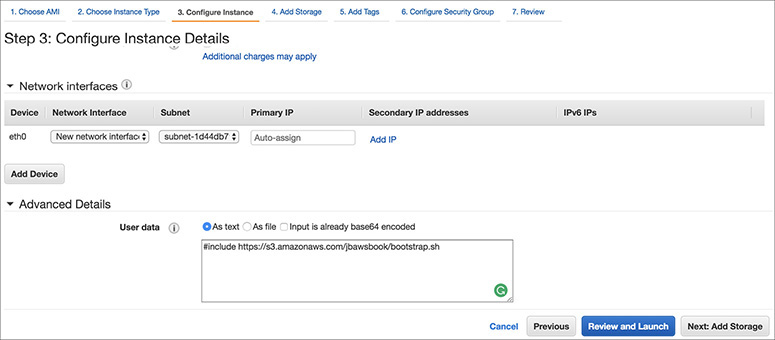 1. Choose AMI 2. Choose Instance Type 3. Configure Instance 4. Add Storage 5. Add Tags 6. Configure Security Group 7. Review
Step 3: Configure Instance Details
Additional charges may apply
Network interfaces
Device Network Interface Subnet Primary IP Secondary IP addresses IPv6 IPs
eth0 New network interfac subnet-1d44db7 Auto-assign Add IP
Add Device
Advanced Details
User data As text As file Input is already base64 encoded
#include https://s3.amazonaws.com/jbawsbook/bootstrap.sh
Cancel Previous Review and Launch Next: Add Storage